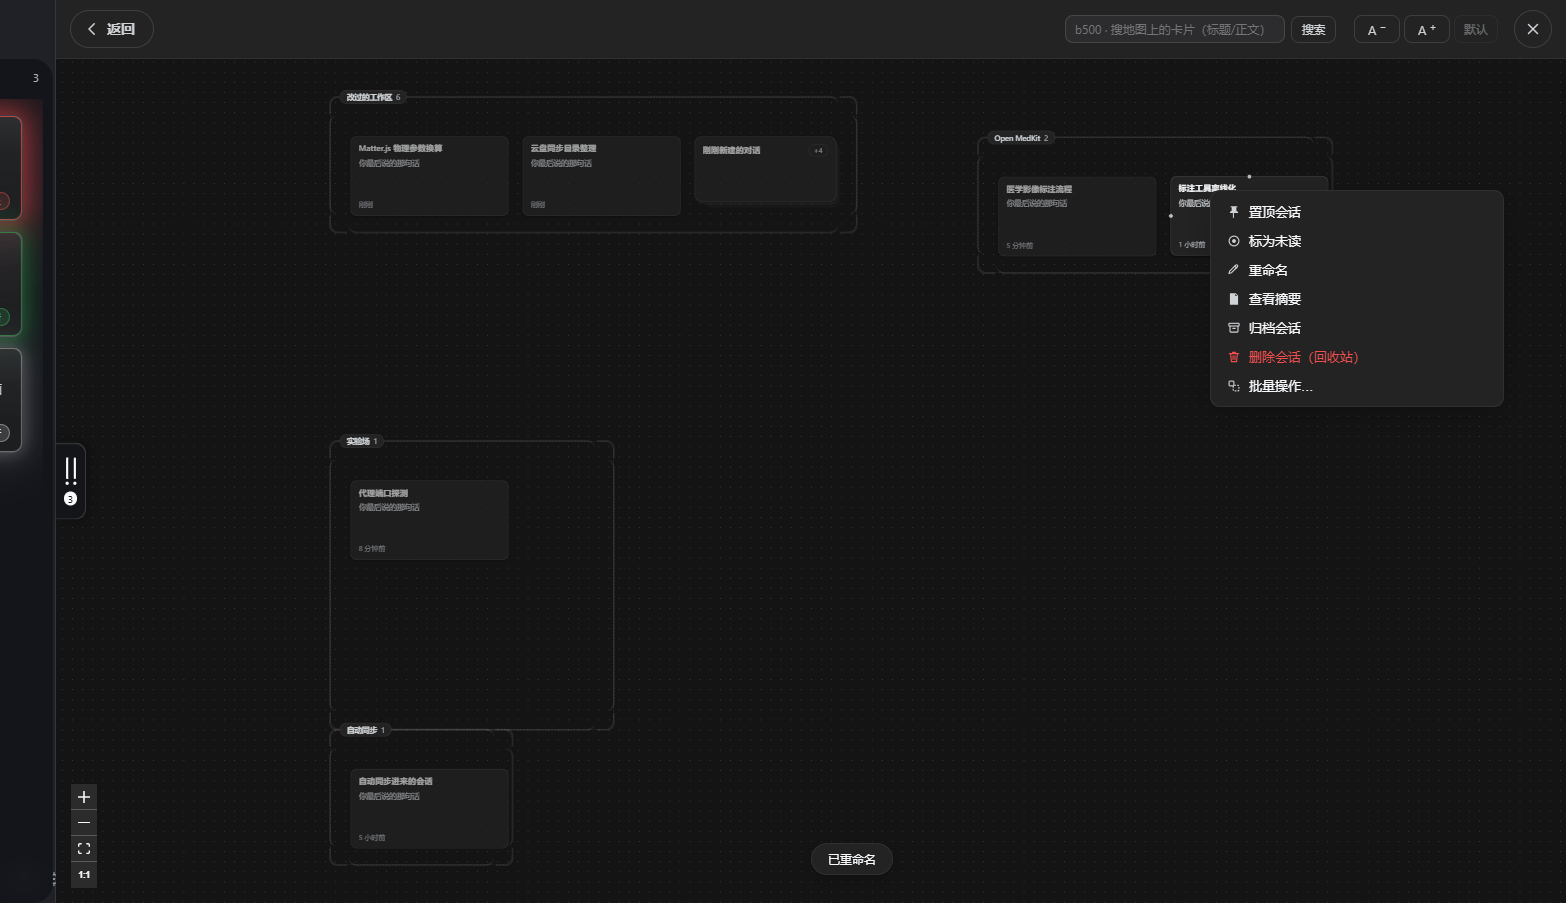 返回
b500 · 搜地图上的卡片（标题/正文）
搜索
A⁻
A⁺
默认
3
改过的工作区 6
Matter.js 物理参数换算
你最后说的那句话
刚刚
云盘同步目录整理
你最后说的那句话
刚刚
刚刚新建的对话
+4
Open MedKit 2
医学影像标注流程
你最后说的那句话
5 分钟前
标注工具离线化
你最后说
1 小时前
置顶会话
标为未读
重命名
查看摘要
归档会话
删除会话（回收站）
批量操作...
实验场 1
代理端口探测
你最后说的那句话
8 分钟前
3
自动同步 1
自动同步进来的会话
你最后说的那句话
5 小时前
1:1
已重命名